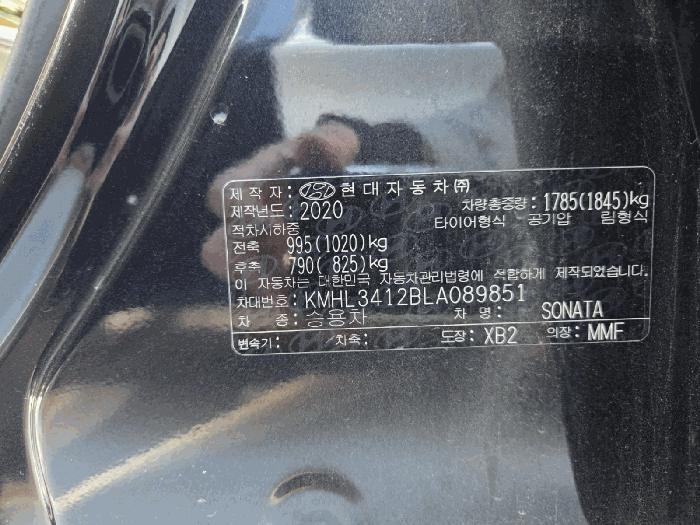 제작자: 현대자동차㈜
제작년도: 2020 차량총중량: 1785(1845)kg
적차시하중 타이어형식 공기압 림형식
전축 995(1020)kg
후축 790( 825)kg
이 자동차는 대한민국 자동차관리법령에 적합하게 제작되었습니다.
차대번호: KMHL3412BLA089851
차 종: 승용차 차 명: SONATA
변속기: 차축: 도장: XB2 의장: MMF